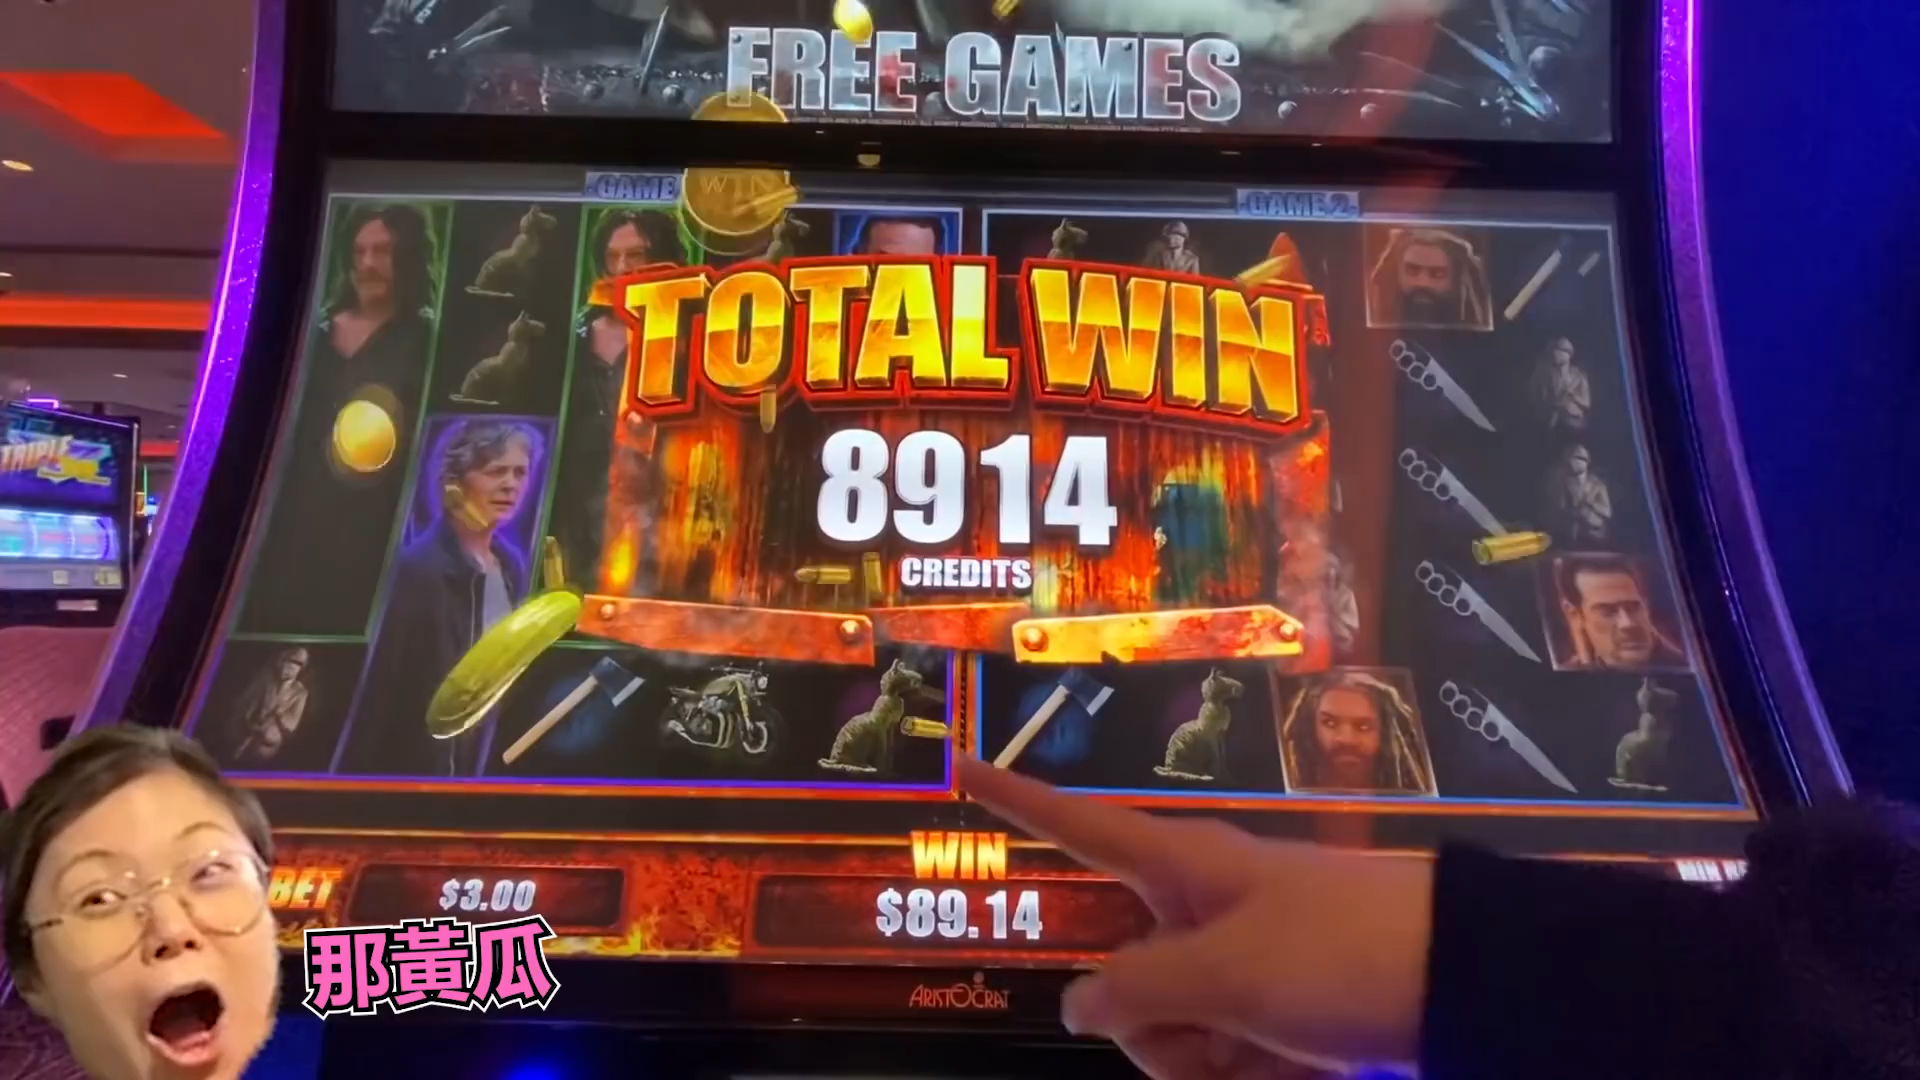 FREE GAMES
GAME
WIN
GAME 2
TOTAL WIN
8914
CREDITS
TRIPLE
BET
$3.00
WIN
$89.14
那黃瓜
ARISTOCRAT